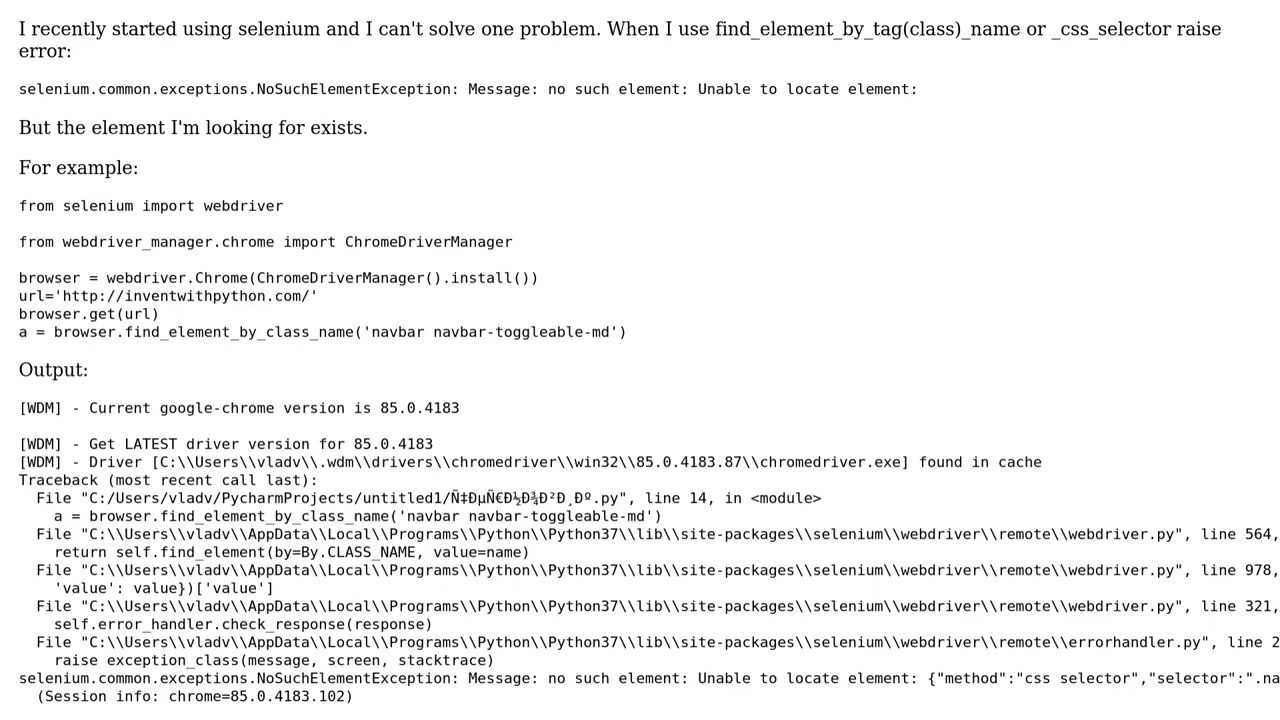 I recently started using selenium and I can't solve one problem. When I use find_element_by_tag(class)_name or _css_selector raise
error:
selenium.common.exceptions.NoSuchElementException: Message: no such element: Unable to locate element:
But the element I'm looking for exists.
For example:
from selenium import webdriver
from webdriver_manager.chrome import ChromeDriverManager
browser = webdriver.Chrome(ChromeDriverManager().install())
url='http://inventwithpython.com/'
browser.get(url)
a = browser.find_element_by_class_name('navbar navbar-toggleable-md')
Output:
[WDM] - Current google-chrome version is 85.0.4183
[WDM] - Get LATEST driver version for 85.0.4183
[WDM] - Driver [C:\\Users\\vladv\\.wdm\\drivers\\chromedriver\\win32\\85.0.4183.87\\chromedriver.exe] found in cache
Traceback (most recent call last):
  File "C:/Users/vladv/PycharmProjects/untitled1/Ñ‡ÐµÑ€Ð½Ð¾Ð²Ð¸Ðº.py", line 14, in <module>
    a = browser.find_element_by_class_name('navbar navbar-toggleable-md')
  File "C:\\Users\\vladv\\AppData\\Local\\Programs\\Python\\Python37\\lib\\site-packages\\selenium\\webdriver\\remote\\webdriver.py", line 564,
    return self.find_element(by=By.CLASS_NAME, value=name)
  File "C:\\Users\\vladv\\AppData\\Local\\Programs\\Python\\Python37\\lib\\site-packages\\selenium\\webdriver\\remote\\webdriver.py", line 978,
    'value': value})['value']
  File "C:\\Users\\vladv\\AppData\\Local\\Programs\\Python\\Python37\\lib\\site-packages\\selenium\\webdriver\\remote\\webdriver.py", line 321,
    self.error_handler.check_response(response)
  File "C:\\Users\\vladv\\AppData\\Local\\Programs\\Python\\Python37\\lib\\site-packages\\selenium\\webdriver\\remote\\errorhandler.py", line 2
    raise exception_class(message, screen, stacktrace)
selenium.common.exceptions.NoSuchElementException: Message: no such element: Unable to locate element: {"method":"css selector","selector":".na
  (Session info: chrome=85.0.4183.102)